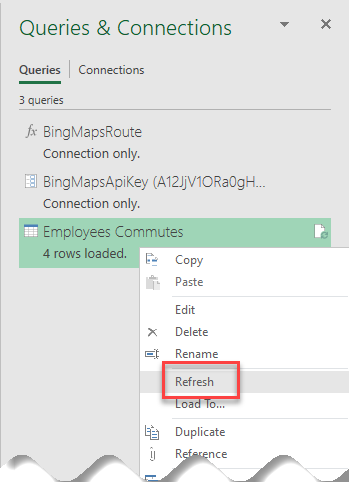 Queries & Connections
Queries | Connections
3 queries
fx BingMapsRoute
Connection only.
BingMapsApiKey (A12JjV1ORa0gH...
Connection only.
Employees Commutes
4 rows loaded.
Copy
Paste
Edit
Delete
Rename
Refresh
Load To...
Duplicate
Reference